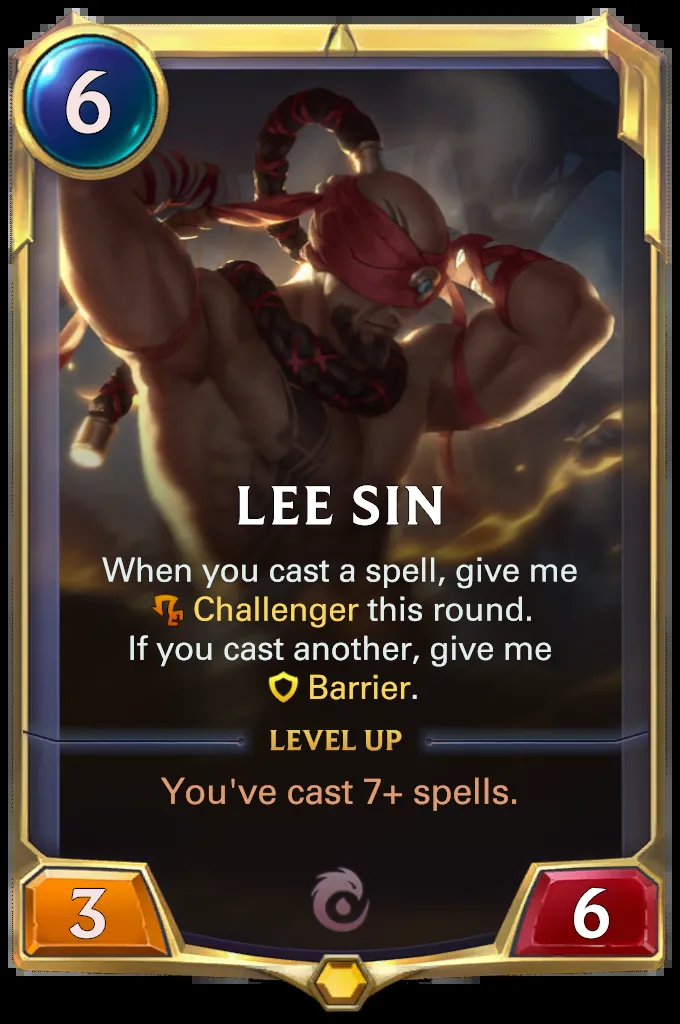 6
LEE SIN
When you cast a spell, give me
Challenger this round.
If you cast another, give me
Barrier.
LEVEL UP
You've cast 7+ spells.
3
6